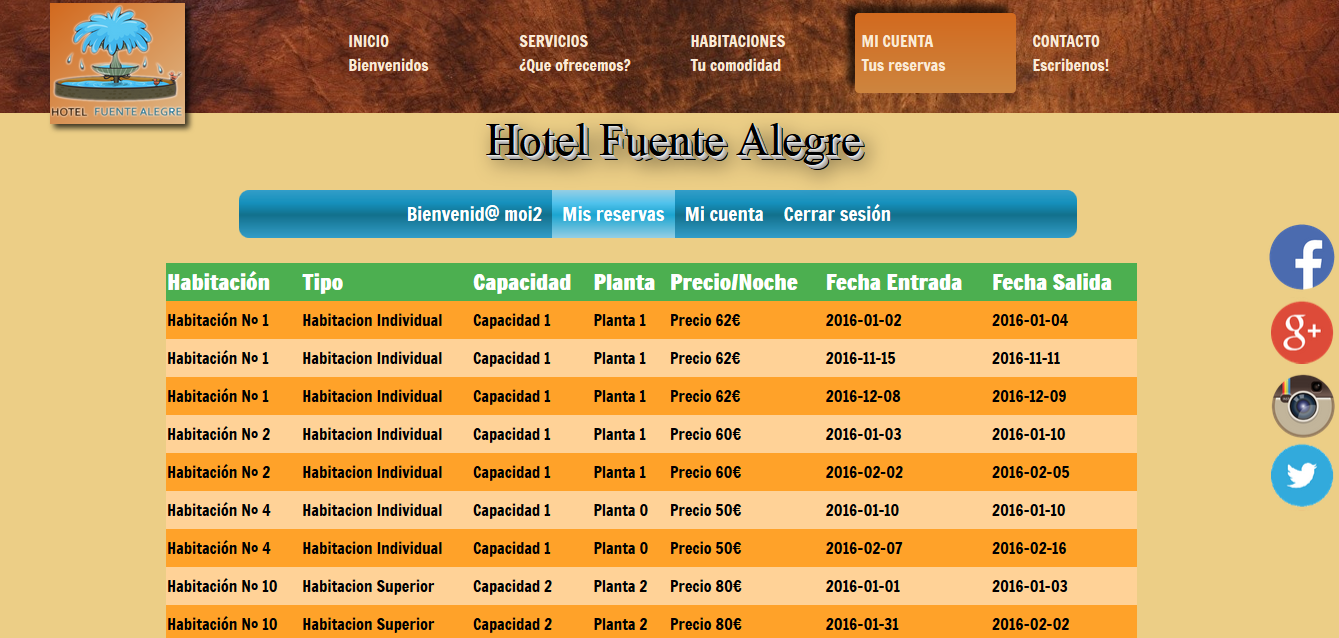 HOTEL FUENTE ALEGRE
INICIO
Bienvenidos
SERVICIOS
¿Que ofrecemos?
HABITACIONES
Tu comodidad
MI CUENTA
Tus reservas
CONTACTO
Escribenos!
Hotel Fuente Alegre
Bienvenid@ moi2 Mis reservas Mi cuenta Cerrar sesión
Habitación Tipo Capacidad Planta Precio/Noche Fecha Entrada Fecha Salida
Habitación Nº 1 Habitacion Individual Capacidad 1 Planta 1 Precio 62€ 2016-01-02 2016-01-04
Habitación Nº 1 Habitacion Individual Capacidad 1 Planta 1 Precio 62€ 2016-11-15 2016-11-11
Habitación Nº 1 Habitacion Individual Capacidad 1 Planta 1 Precio 62€ 2016-12-08 2016-12-09
Habitación Nº 2 Habitacion Individual Capacidad 1 Planta 1 Precio 60€ 2016-01-03 2016-01-10
Habitación Nº 2 Habitacion Individual Capacidad 1 Planta 1 Precio 60€ 2016-02-02 2016-02-05
Habitación Nº 4 Habitacion Individual Capacidad 1 Planta 0 Precio 50€ 2016-01-10 2016-01-10
Habitación Nº 4 Habitacion Individual Capacidad 1 Planta 0 Precio 50€ 2016-02-07 2016-02-16
Habitación Nº 10 Habitacion Superior Capacidad 2 Planta 2 Precio 80€ 2016-01-01 2016-01-03
Habitación Nº 10 Habitacion Superior Capacidad 2 Planta 2 Precio 80€ 2016-01-31 2016-02-02
f
g+